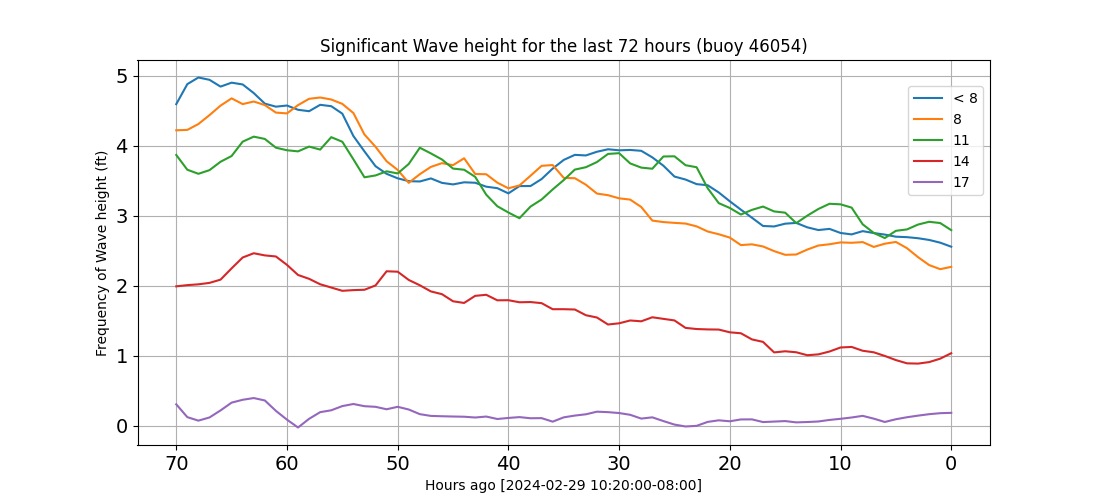 Significant Wave height for the last 72 hours (buoy 46054)
Frequency of Wave height (ft)
5
4
3
2
1
0
< 8
8
11
14
17
70 60 50 40 30 20 10 0
Hours ago [2024-02-29 10:20:00-08:00]